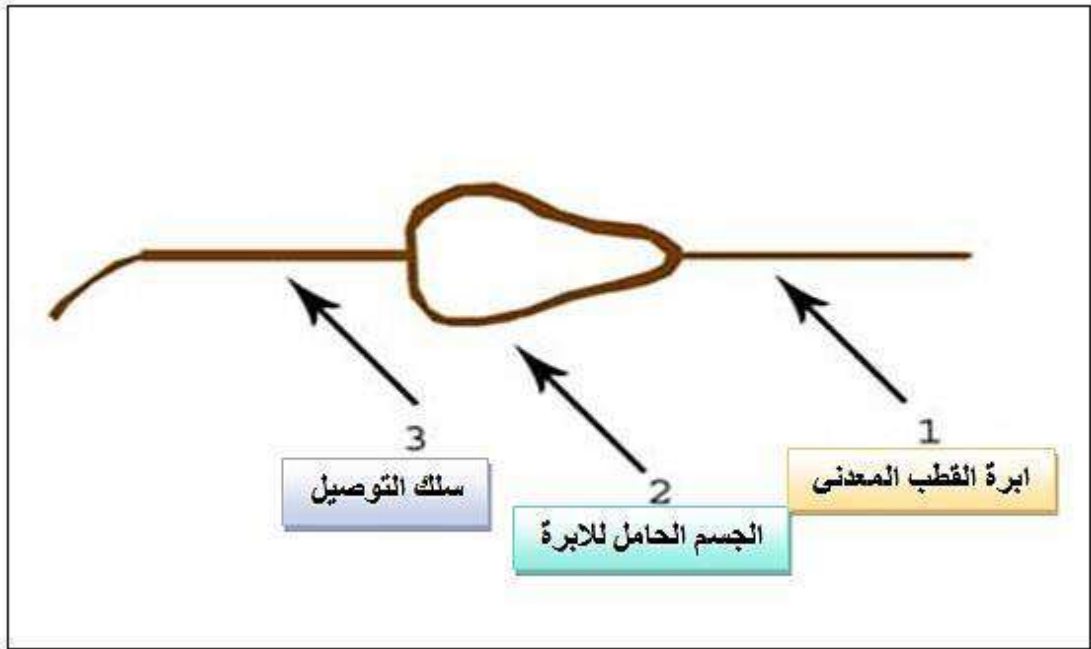 1
ابرة القطب المعدنى
2
الجسم الحامل للابرة
3
سلك التوصيل